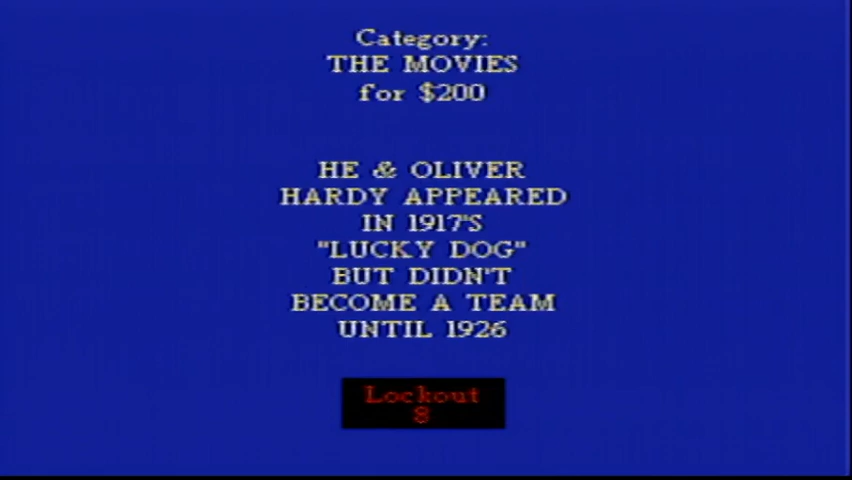 Category:
THE MOVIES
for $200
HE & OLIVER
HARDY APPEARED
IN 1917'S
"LUCKY DOG"
BUT DIDN'T
BECOME A TEAM
UNTIL 1926
Lockout
8